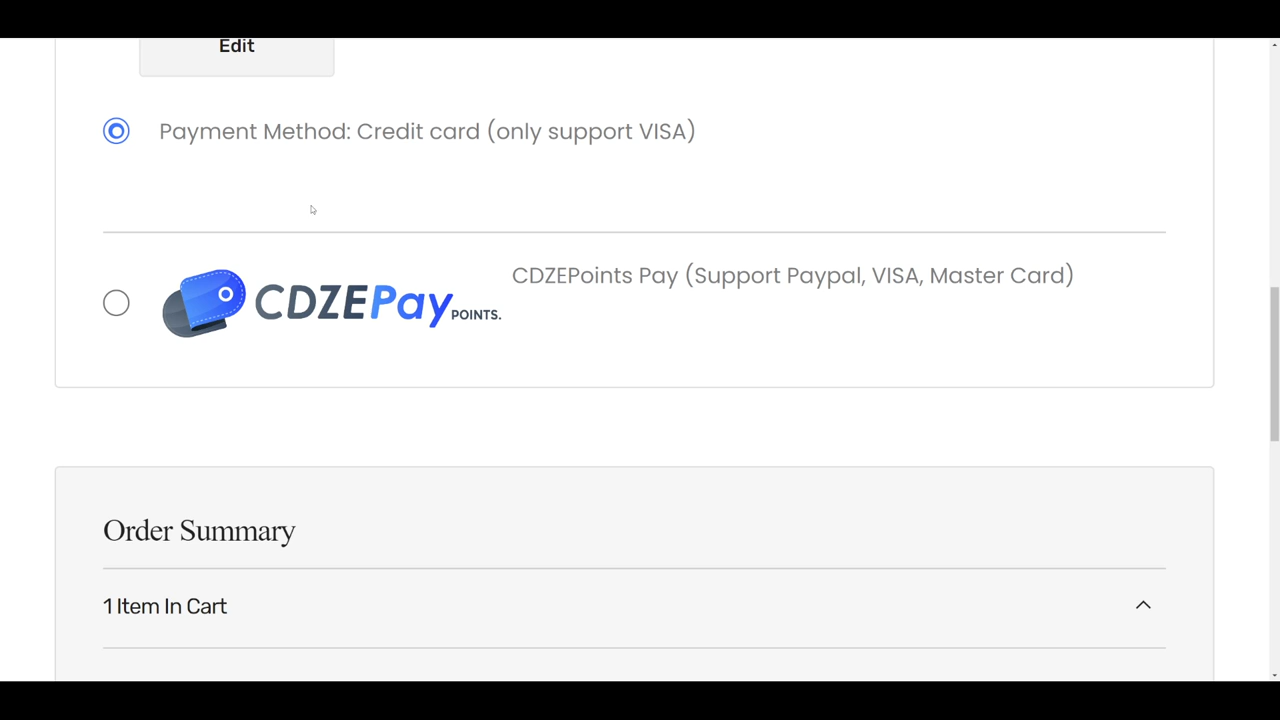 Edit
Payment Method: Credit card (only support VISA)
CDZEPay POINTS.
CDZEPoints Pay (Support Paypal, VISA, Master Card)
Order Summary
1 Item In Cart